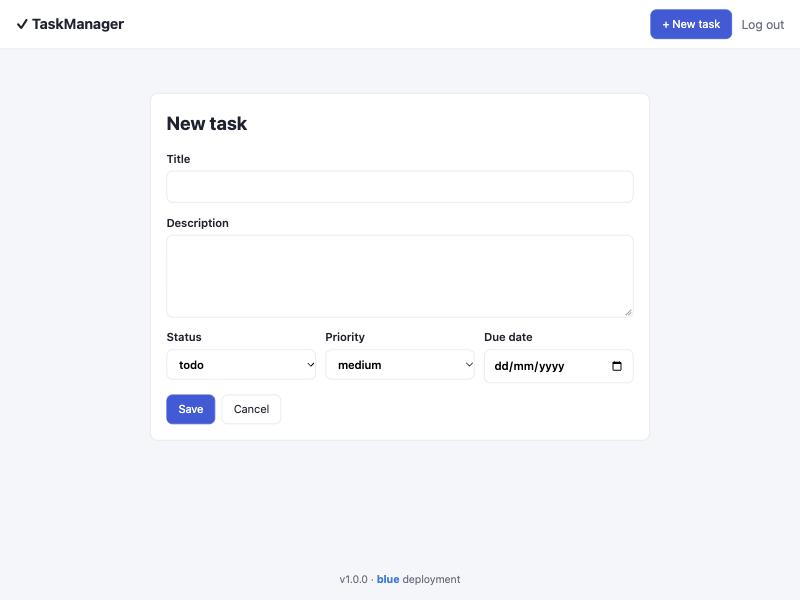 ✓ TaskManager
+ New task
Log out
New task
Title
Description
Status
Priority
Due date
todo
medium
dd/mm/yyyy
Save
Cancel
v1.0.0 · blue deployment